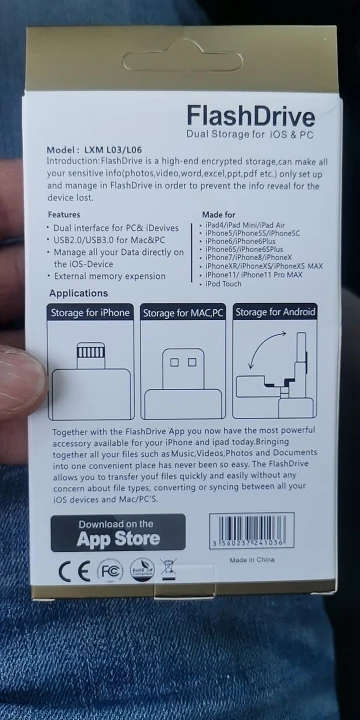 FlashDrive
Dual Storage for iOS & PC
Model: LXM L03/L06
Introduction:FlashDrive is a high-end encrypted storage,can make all
your sensitive info(photos,video,word,excel,ppt,pdf etc.) only set up
and manage in FlashDrive in order to prevent the info reveal for the
device lost.
Features
• Dual interface for PC& iDevives
• USB2.0/USB3.0 for Mac&PC
• Manage all your Data directly on
the iOS-Device
• External memory expansion
Made for
• iPad4/iPad Mini/iPad Air
• iPhone5/iPhone5S/iPhone5C
• iPhone6/iPhone6Plus
• iPhone6S/iPhone6SPlus
• iPhone7/iPhone8/iPhoneX
• iPhoneXR/iPhoneXS/iPhoneXS MAX
• iPhone11/ iPhone11 Pro MAX
• iPod Touch
Applications
Storage for iPhone
Storage for MAC,PC
Storage for Android
Together with the FlashDrive App you now have the most powerful
accessory available for your iPhone and ipad today.Bringing
together all your files such as Music,Videos,Photos and Documents
into one convenient place has never been so easy. The FlashDrive
allows you to transfer youf files quickly and easily without any
concern about file types, converting or syncing between all your
iOS devices and Mac/PC'S.
Download on the
App Store
3 560237 241036
Made in China
CE FC RoHS